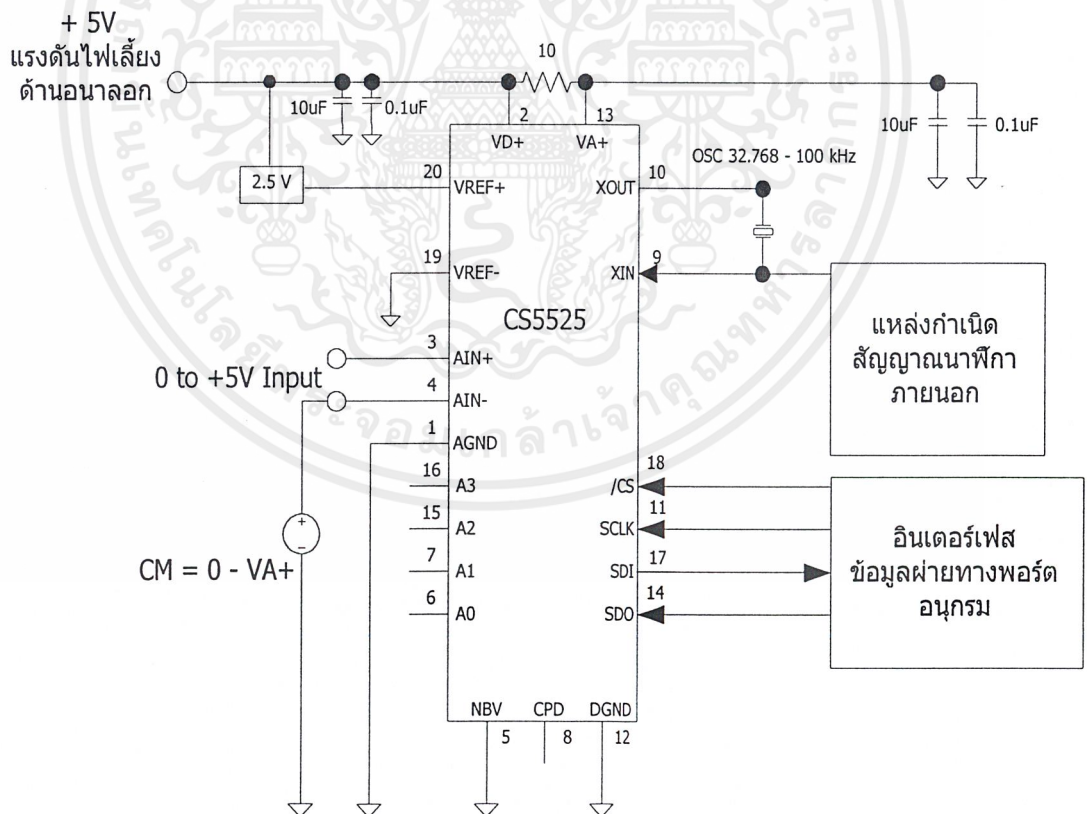 + 5V
แรงดันไฟเลี้ยง
ด้านอนาลอก
10
10uF
0.1uF
2
13
10uF
0.1uF
VD+
VA+
OSC 32.768 - 100 kHz
2.5 V
20
VREF+
XOUT
10
19
VREF-
XIN
9
CS5525
แหล่งกำเนิด
สัญญาณนาฬิกา
ภายนอก
3
AIN+
0 to +5V Input
4
AIN-
1
AGND
16
A3
/CS
18
15
A2
SCLK
11
7
A1
SDI
17
6
A0
SDO
14
อินเตอร์เฟส
ข้อมูลผ่ายทางพอร์ต
อนุกรม
+
−
CM = 0 - VA+
NBV
CPD
DGND
5
8
12